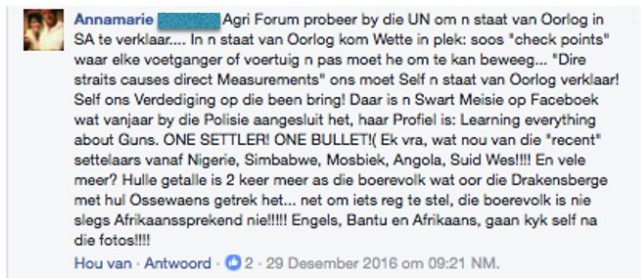 Annamarie Agri Forum probeer by die UN om n staat van Oorlog in
SA te verklaar.... In n staat van Oorlog kom Wette in plek: soos "check points"
waar elke voetganger of voertuig n pas moet he om te kan beweeg... "Dire
straits causes direct Measurements" ons moet Self n staat van Oorlog verklaar!
Self ons Verdediging op die been bring! Daar is n Swart Meisie op Faceboek
wat vanjaar by die Polisie aangesluit het, haar Profiel is: Learning everything
about Guns. ONE SETTLER! ONE BULLET!( Ek vra, wat nou van die "recent"
settelaars vanaf Nigerie, Simbabwe, Mosbiek, Angola, Suid Wes!!!! En vele
meer? Hulle getalle is 2 keer meer as die boerevolk wat oor die Drakensberge
met hul Ossewaens getrek het... net om iets reg te stel, die boerevolk is nie
slegs Afrikaanssprekend nie!!!!! Engels, Bantu en Afrikaans, gaan kyk self na
die fotos!!!!
Hou van · Antwoord · 2 · 29 Desember 2016 om 09:21 NM.